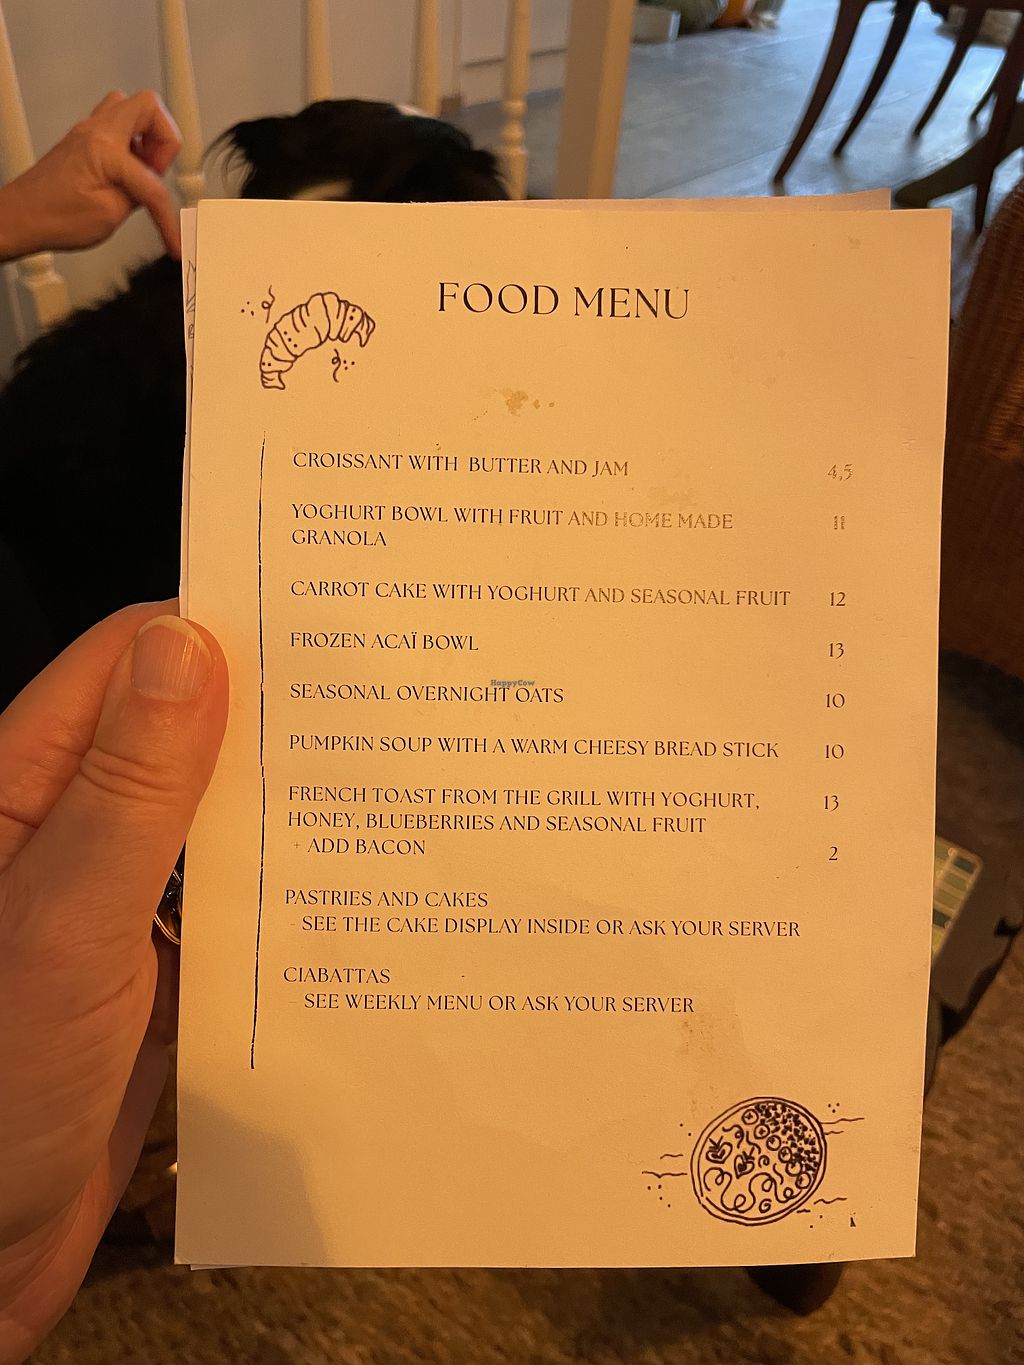 FOOD MENU
CROISSANT WITH BUTTER AND JAM 4,5
YOGHURT BOWL WITH FRUIT AND HOME MADE 11
GRANOLA
CARROT CAKE WITH YOGHURT AND SEASONAL FRUIT 12
FROZEN ACAÏ BOWL 13
HappyCow
SEASONAL OVERNIGHT OATS 10
PUMPKIN SOUP WITH A WARM CHEESY BREAD STICK 10
FRENCH TOAST FROM THE GRILL WITH YOGHURT, 13
HONEY, BLUEBERRIES AND SEASONAL FRUIT
+ ADD BACON 2
PASTRIES AND CAKES
- SEE THE CAKE DISPLAY INSIDE OR ASK YOUR SERVER
CIABATTAS
- SEE WEEKLY MENU OR ASK YOUR SERVER